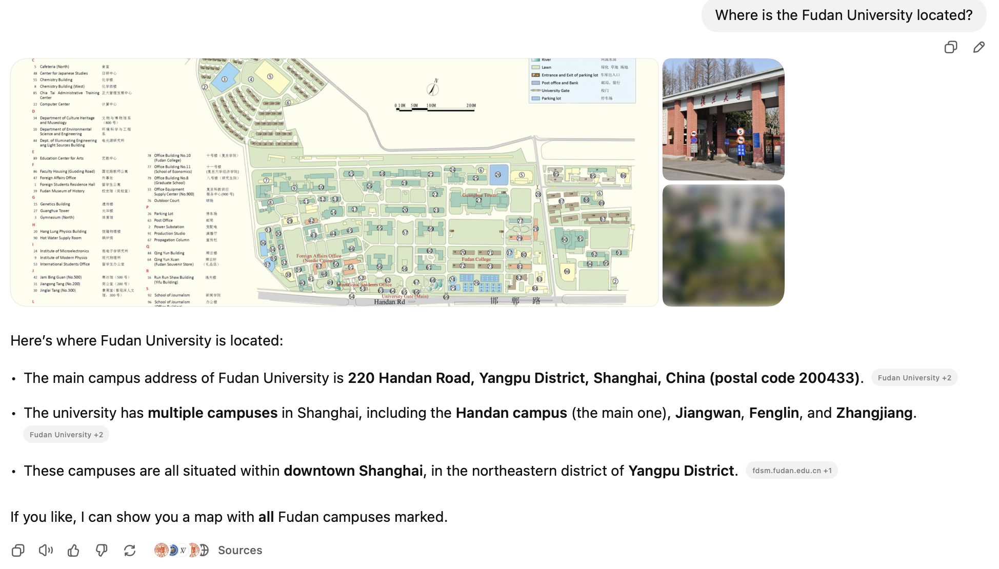 Where is the Fudan University located?
C
5 Cafeteria (North) 食堂
48 Center for Japanese Studies 日研中心
55 Chemistry Building 化学楼
8 Chemistry Building (West) 化学西楼
85 Chia Tai Administrative Training 正大管理发展中心
Center
22 Computer Center 计算中心
D
34 Department of Culture Heritage 文物与博物馆系
and Museology （800号）
10 Department of Environmental 环境科学与工程
Science and Engineering 系
44 Dept. of Illuminating Engineering 电光源研究所
ang Light Sources Building
E
89 Education Center for Arts 艺教中心
F
86 Faculty Housing (Guoding Road) 国定路教师公寓
47 Foreign Affairs Office 外事处
1 Foreign Students Residence Hall 留学生公寓
39 Fudan Museum of History 校史馆（奕柱堂）
G
15 Genetics Building 遗传楼
27 Guanghua Tower 光华楼
3 Gymnasium (North) 体育馆
H
20 Hang Lung Physics Building 恒隆物理楼
90 Hot Water Supply Room 锅炉房
I
24 Institute of Microelectronics 微电子学研究所
9 Institute of Modern Physics 现代物理所
53 International Students Office 留学生办公室
J
42 Jam Bing Guan (No.500) 寒冰馆（500号）
31 Jiangong Tang (No.200) 简公堂（200号）
30 Jinglai Tang (No.300) 景莱堂(蔡冠深人文
馆，300号）
L
78 Office Building No.10 十号楼（复旦学院）
(Fudan College)
77 Office Building No.11 十一号楼
(School of Economics) (复旦大学经济学院)
79 Office Building No.8 八号楼（研究生院）
(Graduate School)
33 Office Equipment 复旦科教供应
Supply Center (No.900) 服务中心(900号)
76 Outdoor Court 球场
P
26 Parking Lot 停车场
63 Post Office 邮局
2 Power Substation 变配电
91 Production Studio 演播厅
67 Propagation Column 宣传栏
Q
84 Qing Yun Building 卿云楼
64 Qing Yun Xuan 卿云轩
(Fudan Souvenir Store) （礼品店）
R
16 Run Run Shaw Building 逸夫楼
(Yifu Building)
S
92 School of Journalism 新闻学院
96 School of Journalism 办公楼
River 河流水面
Lawn 绿化 草地 场地
P Entrance and Exit of parking lot 车库出入口
Post office and Bank 邮局、银行
University Gate 校门
Parking lot 停车场
N
0 10M 50M 100M 200M
Guanghua Tower
Foreign Affairs Office
(Nordic Center)
Fudan College
International Students Office
University Gate (Main)
Handan Rd 邯郸路
復旦大學
5
Here’s where Fudan University is located:
• The main campus address of Fudan University is 220 Handan Road, Yangpu District, Shanghai, China (postal code 200433). Fudan University +2
• The university has multiple campuses in Shanghai, including the Handan campus (the main one), Jiangwan, Fenglin, and Zhangjiang.
Fudan University +2
• These campuses are all situated within downtown Shanghai, in the northeastern district of Yangpu District. fdsm.fudan.edu.cn +1
If you like, I can show you a map with all Fudan campuses marked.
Sources